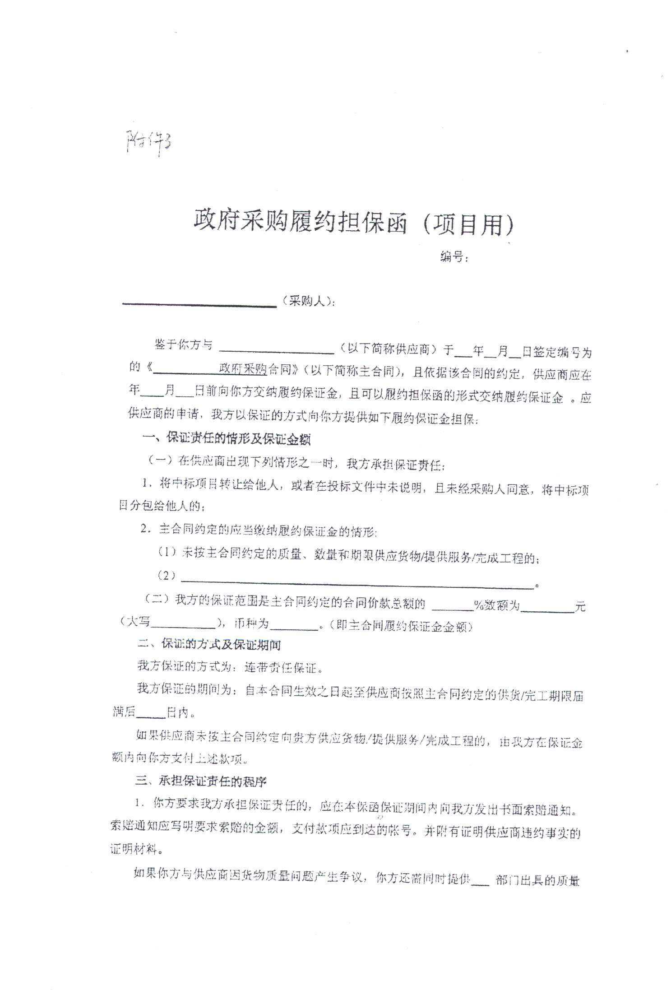 附件3
政府采购履约担保函（项目用）
编号：
____________（采购人）：
鉴于你方与 __________（以下简称供应商）于___年__月__日签定编号为
的《______政府采购合同》（以下简称主合同），且依据该合同的约定，供应商应在
年____月___日前向你方交纳履约保证金，且可以履约担保函的形式交纳履约保证金 。应
供应商的申请，我方以保证的方式向你方提供如下履约保证金担保：
一、保证责任的情形及保证金额
（一）在供应商出现下列情形之一时，我方承担保证责任：
1．将中标项目转让给他人，或者在投标文件中未说明，且未经采购人同意，将中标项
目分包给他人的；
2．主合同约定的应当缴纳履约保证金的情形：
（1）未按主合同约定的质量、数量和期限供应货物/提供服务/完成工程的；
（2）______________________________。
（二）我方的保证范围是主合同约定的合同价款总额的 _______%数额为_________元
（大写___________），币种为________。（即主合同履约保证金金额）
二、保证的方式及保证期间
我方保证的方式为：连带责任保证。
我方保证的期间为：自本合同生效之日起至供应商按照主合同约定的供货/完工期限届
满后_____日内。
如果供应商未按主合同约定向贵方供应货物/提供服务/完成工程的，由我方在保证金
额内向你方支付上述款项。
三、承担保证责任的程序
1．你方要求我方承担保证责任的，应在本保函保证期间内向我方发出书面索赔通知。
索赔通知应写明要求索赔的金额，支付款项应到达的帐号。并附有证明供应商违约事实的
证明材料。
如果你方与供应商因货物质量问题产生争议，你方还需同时提供___ 部门出具的质量